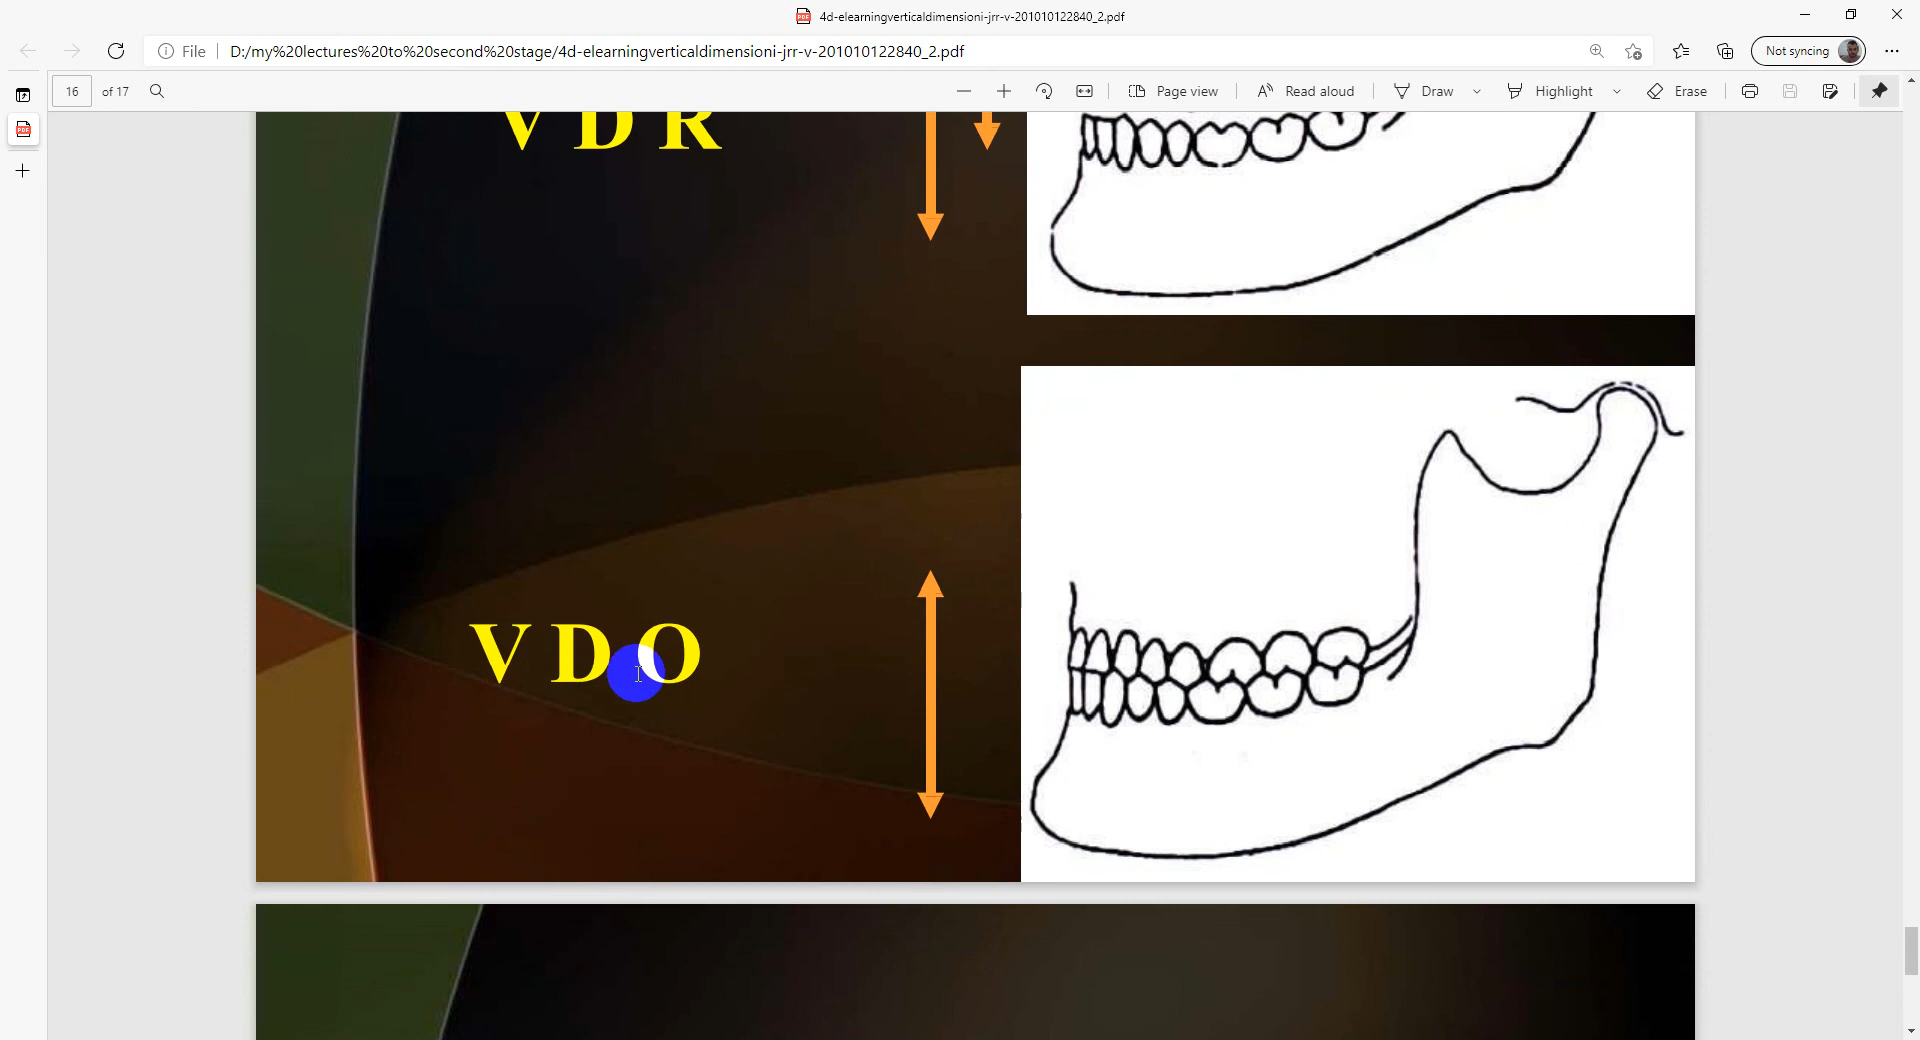 4d-elearningverticaldimensioni-jrr-v-201010122840_2.pdf
File D:/my%20lectures%20to%20second%20stage/4d-elearningverticaldimensioni-jrr-v-201010122840_2.pdf Not syncing
16 of 17 Page view Read aloud Draw Highlight Erase
V D R
V D O